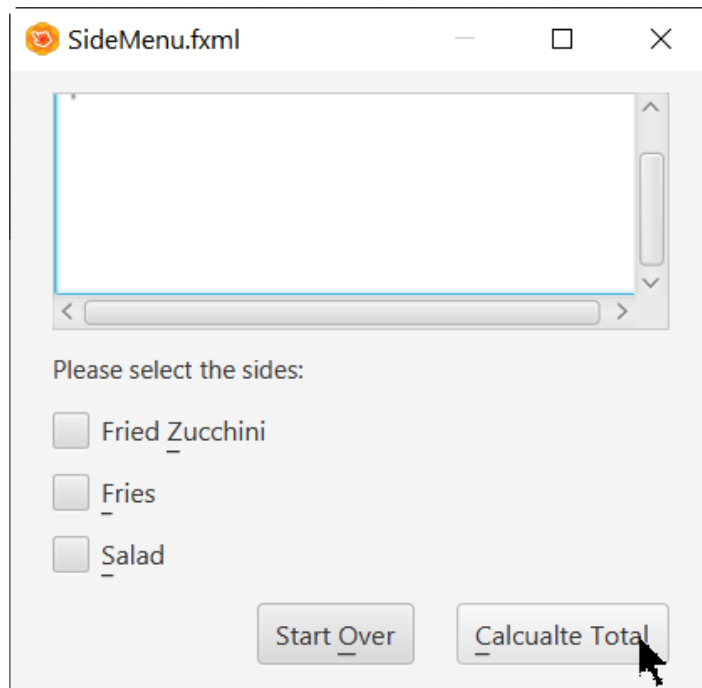 SideMenu.fxml
Please select the sides:
Fried Zucchini
Fries
Salad
Start Over
Calcualte Total